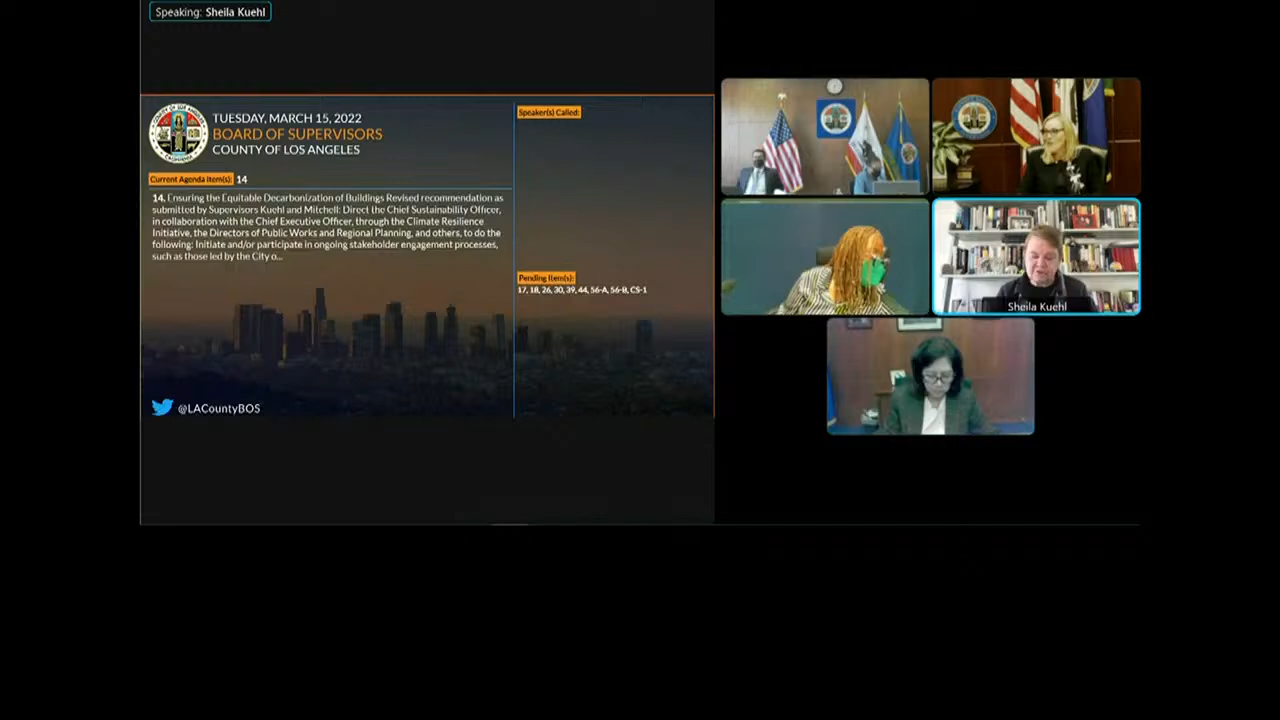 Speaking: Sheila Kuehl
TUESDAY, MARCH 15, 2022
BOARD OF SUPERVISORS
COUNTY OF LOS ANGELES
Current Agenda Item(s): 14
14. Ensuring the Equitable Decarbonization of Buildings Revised recommendation as
submitted by Supervisors Kuehl and Mitchell: Direct the Chief Sustainability Officer,
in collaboration with the Chief Executive Officer, through the Climate Resilience
Initiative, the Directors of Public Works and Regional Planning, and others, to do the
following: Initiate and/or participate in ongoing stakeholder engagement processes,
such as those led by the City o...
@LACountyBOS
Speaker(s) Called:
Pending Item(s):
17, 18, 26, 30, 39, 44, 56-A, 56-B, CS-1
Sheila Kuehl